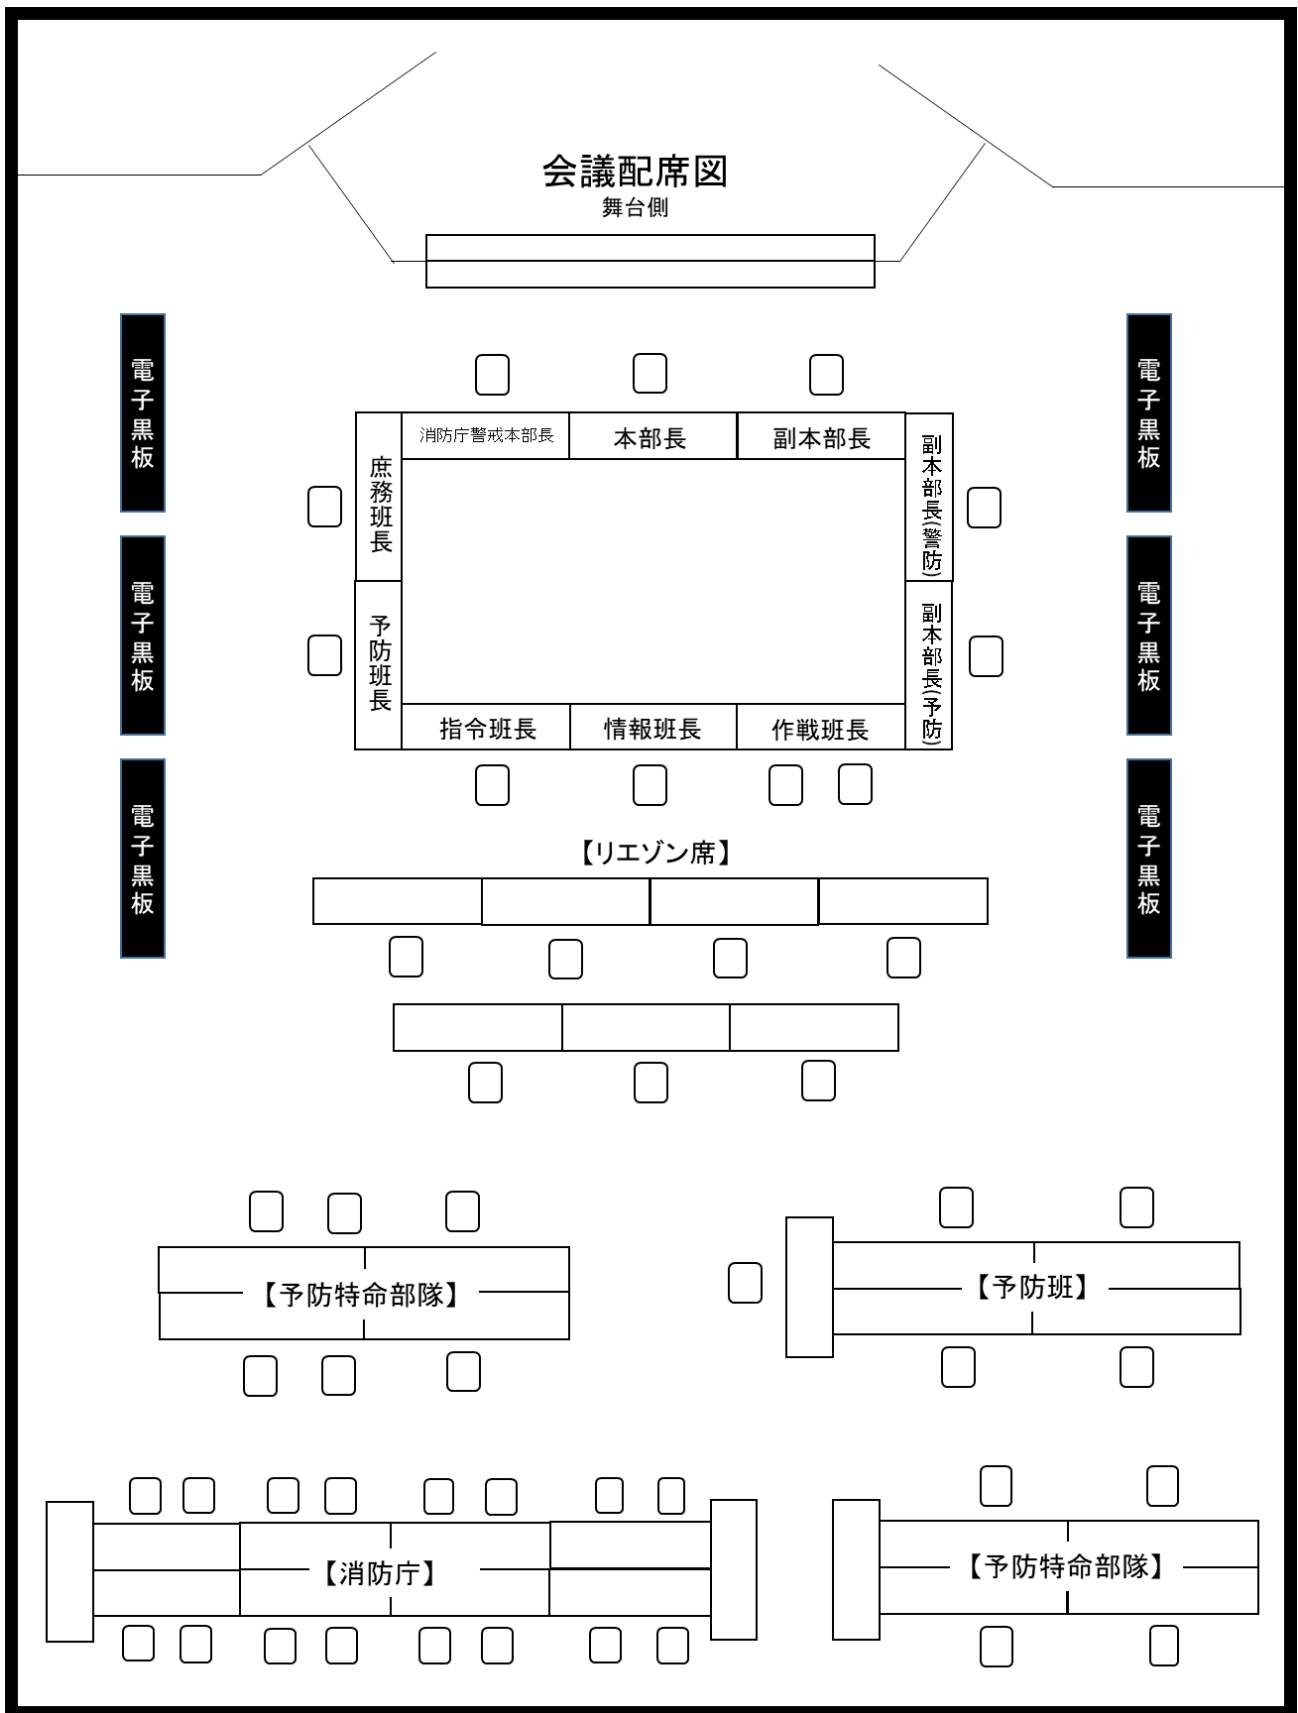 会議配席図
舞台側
電子黒板
電子黒板
消防庁警戒本部長
本部長
副本部長
庶務班長
副本部長(警防)
電子黒板
電子黒板
予防班長
副本部長(予防)
指令班長
情報班長
作戦班長
電子黒板
電子黒板
【リエゾン席】
【予防特命部隊】
【予防班】
【消防庁】
【予防特命部隊】